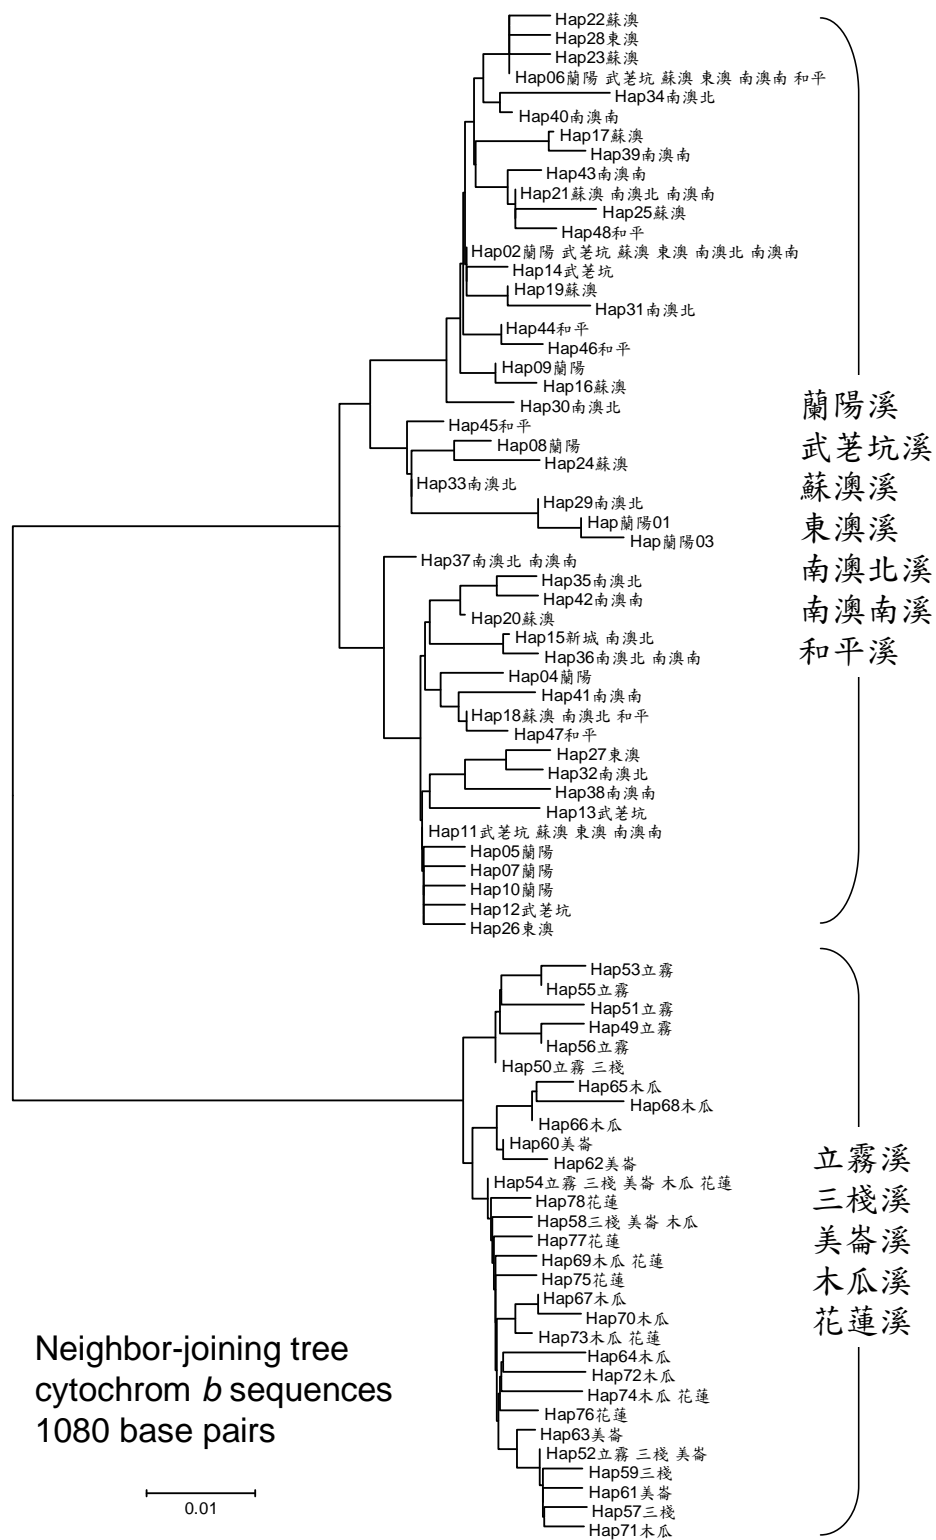 Hap22蘇澳
Hap28東澳
Hap23蘇澳
Hap06蘭陽 武荖坑 蘇澳 東澳 南澳南 和平
Hap34南澳北
Hap40南澳南
Hap17蘇澳
Hap39南澳南
Hap43南澳南
Hap21蘇澳 南澳北 南澳南
Hap25蘇澳
Hap48和平
Hap02蘭陽 武荖坑 蘇澳 東澳 南澳北 南澳南
Hap14武荖坑
Hap19蘇澳
Hap31南澳北
Hap44和平
Hap46和平
Hap09蘭陽
Hap16蘇澳
Hap30南澳北
Hap45和平
Hap08蘭陽
Hap24蘇澳
Hap33南澳北
Hap29南澳北
Hap蘭陽01
Hap蘭陽03
Hap37南澳北 南澳南
Hap35南澳北
Hap42南澳南
Hap20蘇澳
Hap15新城 南澳北
Hap36南澳北 南澳南
Hap04蘭陽
Hap41南澳南
Hap18蘇澳 南澳北 和平
Hap47和平
Hap27東澳
Hap32南澳北
Hap38南澳南
Hap13武荖坑
Hap11武荖坑 蘇澳 東澳 南澳南
Hap05蘭陽
Hap07蘭陽
Hap10蘭陽
Hap12武荖坑
Hap26東澳
蘭陽溪
武荖坑溪
蘇澳溪
東澳溪
南澳北溪
南澳南溪
和平溪
Hap53立霧
Hap55立霧
Hap51立霧
Hap49立霧
Hap56立霧
Hap50立霧 三棧
Hap65木瓜
Hap68木瓜
Hap66木瓜
Hap60美崙
Hap62美崙
Hap54立霧 三棧 美崙 木瓜 花蓮
Hap78花蓮
Hap58三棧 美崙 木瓜
Hap77花蓮
Hap69木瓜 花蓮
Hap75花蓮
Hap67木瓜
Hap70木瓜
Hap73木瓜 花蓮
Hap64木瓜
Hap72木瓜
Hap74木瓜 花蓮
Hap76花蓮
Hap63美崙
Hap52立霧 三棧 美崙
Hap59三棧
Hap61美崙
Hap57三棧
Hap71木瓜
立霧溪
三棧溪
美崙溪
木瓜溪
花蓮溪
Neighbor-joining tree
cytochrom b sequences
1080 base pairs
0.01